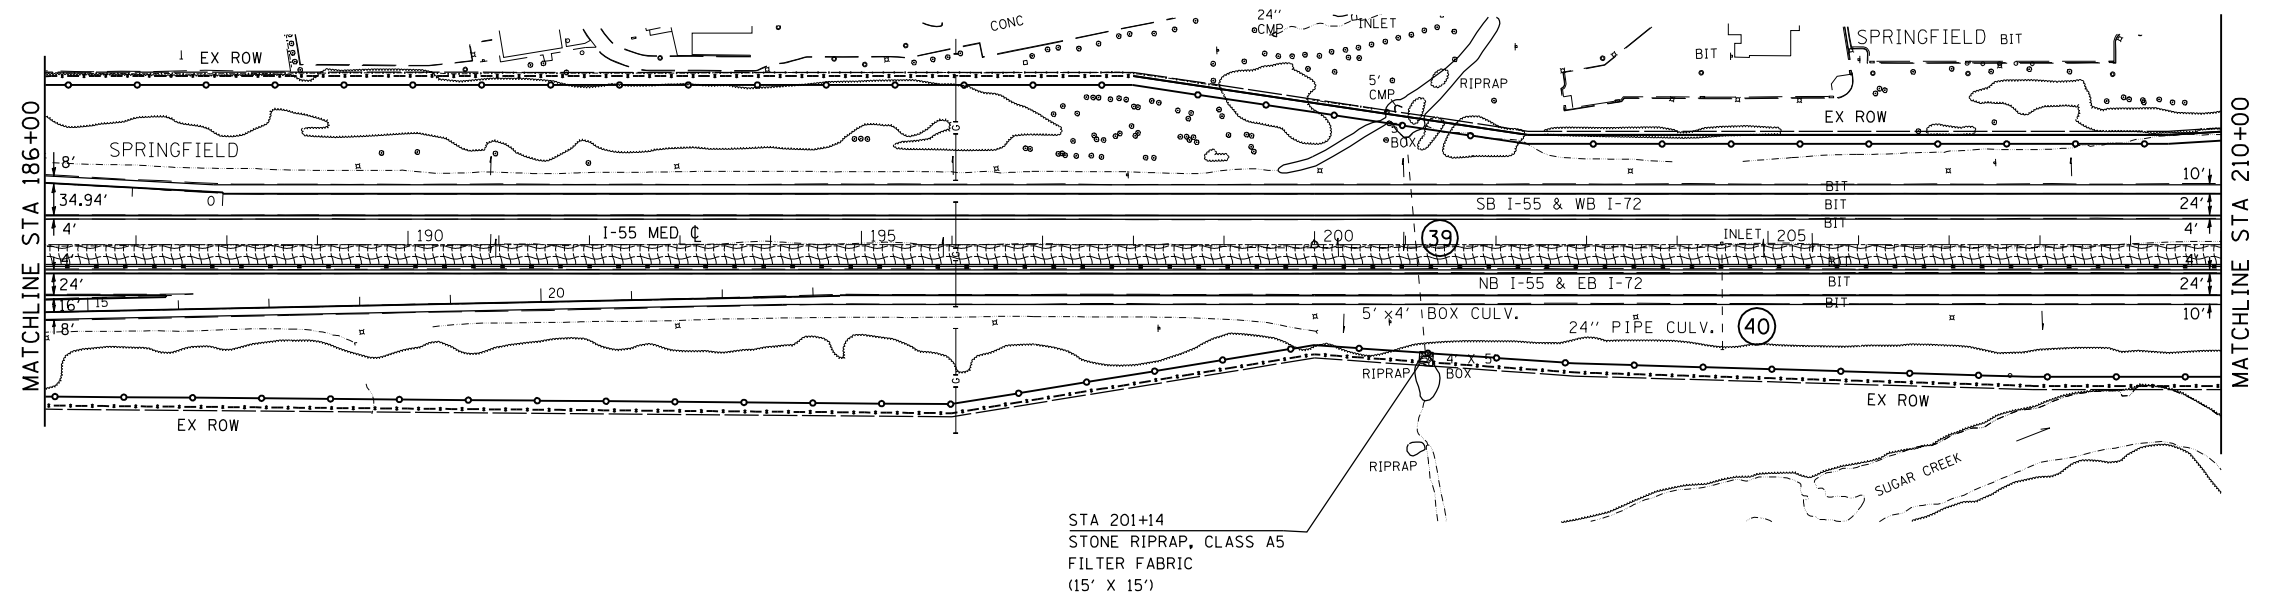 CONC
24"
CMP
INLET
EX ROW
5'
CMP
RIPRAP
BIT
SPRINGFIELD BIT
EX ROW
5'
BOX
SPRINGFIELD
MATCHLINE STA 186+00
MATCHLINE STA 210+00
8'
10'
BIT
34.94'
0
SB I-55 & WB I-72
BIT
24'
BIT
4'
4'
190
I-55 MED ℄
195
200
39
INLET
205
G
G
G
4'
4'
24'
NB I-55 & EB I-72
BIT
24'
16'
15
20
BIT
8'
5' x4' BOX CULV.
10'
24" PIPE CULV.
40
4' X 5'
RIPRAP
BOX
EX ROW
EX ROW
RIPRAP
SUGAR CREEK
STA 201+14
STONE RIPRAP, CLASS A5
FILTER FABRIC
(15' X 15')